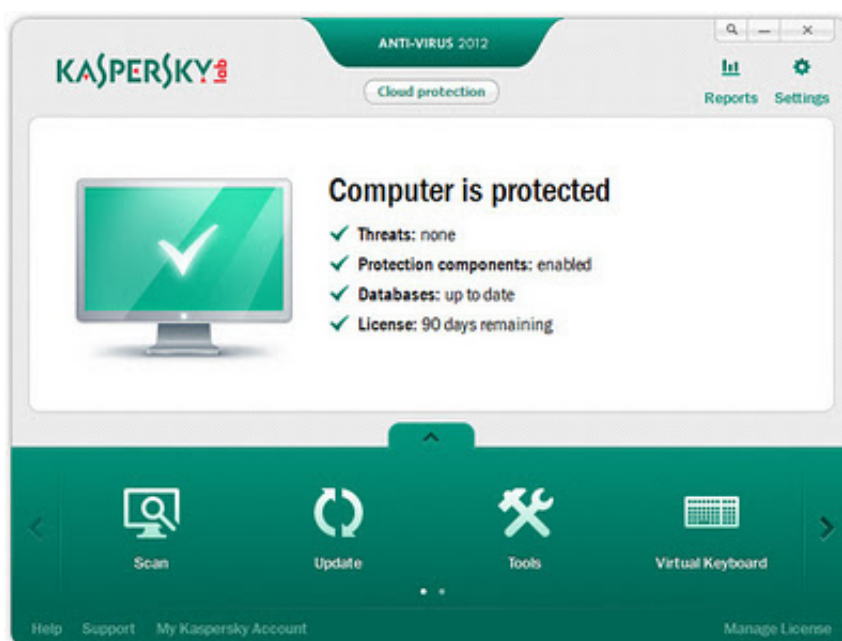 ANTI-VIRUS 2012
KASPERSKY lab
Cloud protection
Reports Settings
Computer is protected
Threats: none
Protection components: enabled
Databases: up to date
License: 90 days remaining
Scan Update Tools Virtual Keyboard
Help Support My Kaspersky Account Manage License